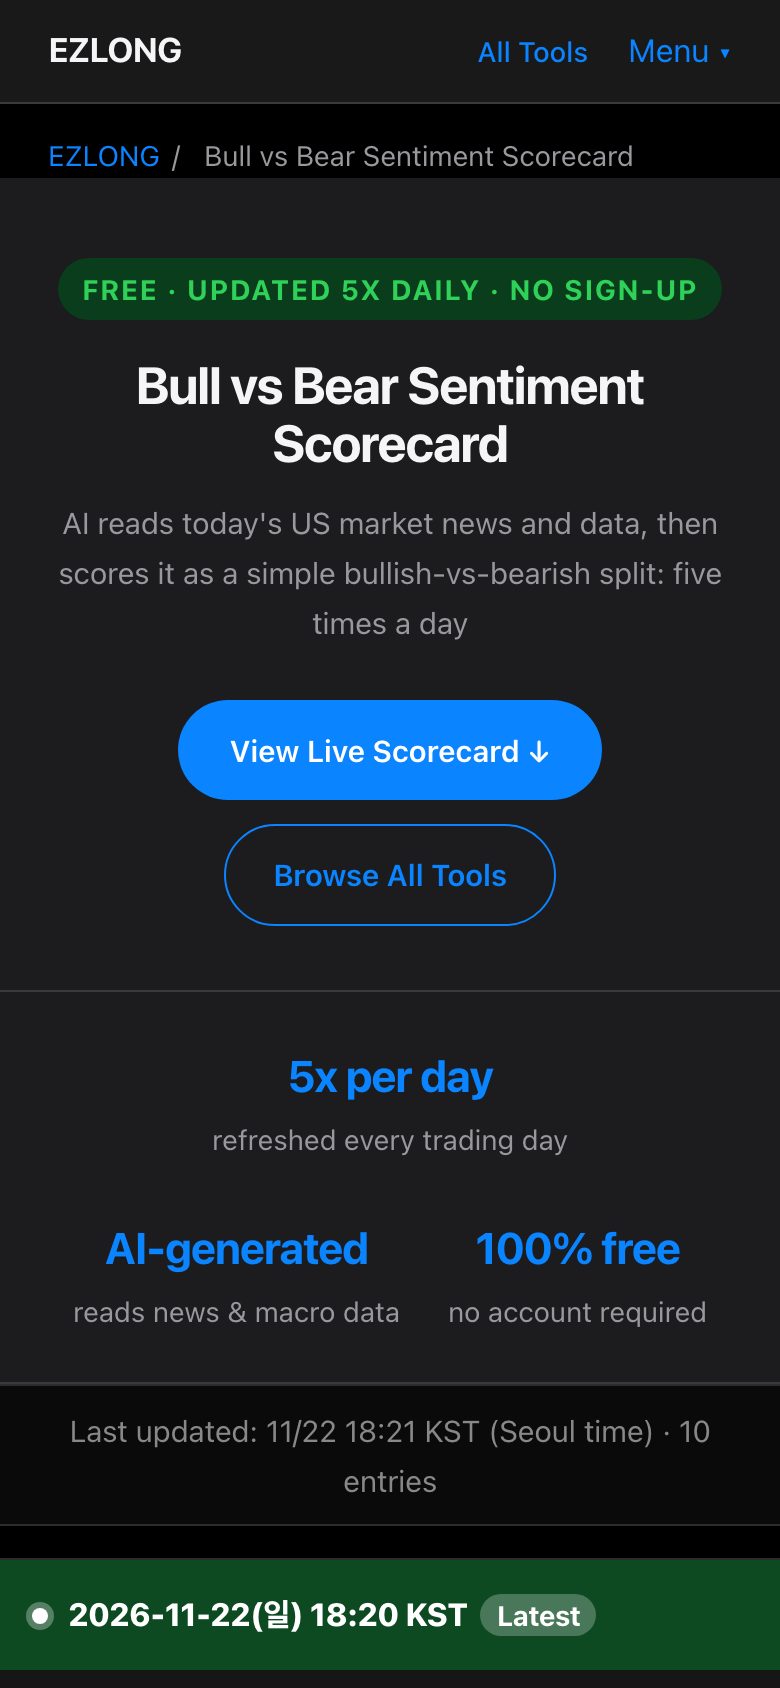 EZLONG
All Tools
Menu ▾
EZLONG / Bull vs Bear Sentiment Scorecard
FREE · UPDATED 5X DAILY · NO SIGN-UP
Bull vs Bear Sentiment
Scorecard
AI reads today's US market news and data, then
scores it as a simple bullish-vs-bearish split: five
times a day
View Live Scorecard ↓
Browse All Tools
5x per day
refreshed every trading day
AI-generated
reads news & macro data
100% free
no account required
Last updated: 11/22 18:21 KST (Seoul time) · 10
entries
2026-11-22(일) 18:20 KST Latest